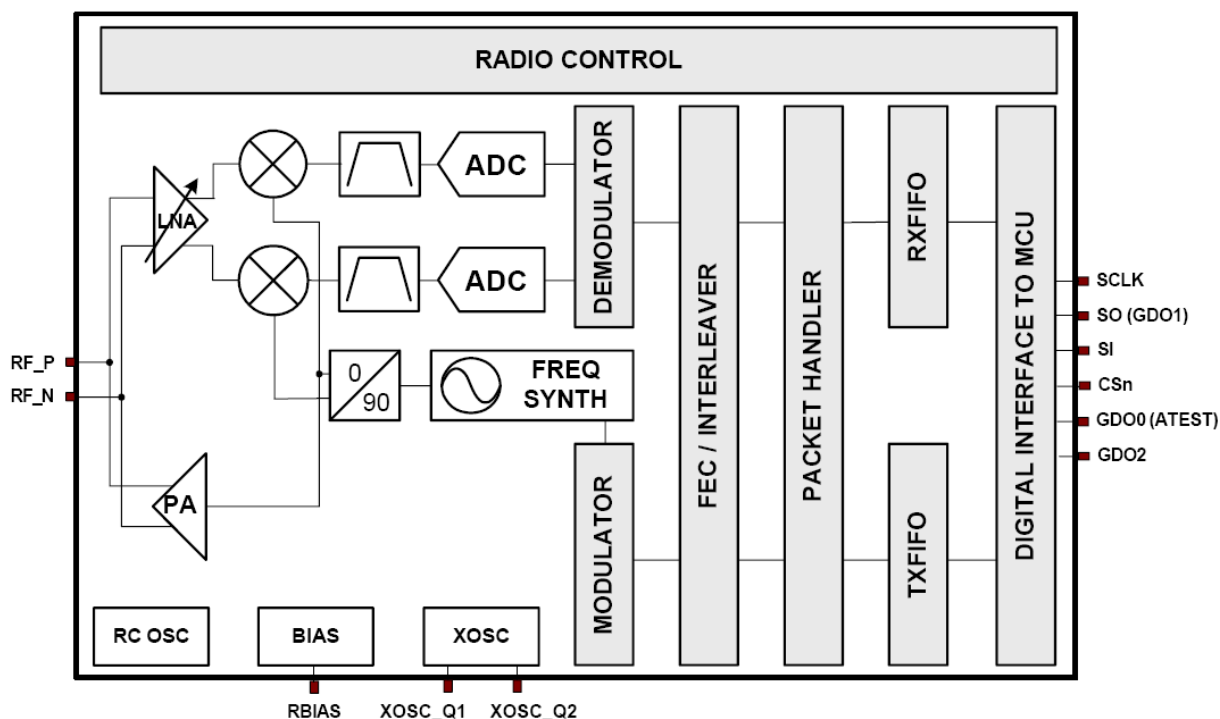 RADIO CONTROL
LNA
ADC
ADC
DEMODULATOR
FEC / INTERLEAVER
PACKET HANDLER
RXFIFO
DIGITAL INTERFACE TO MCU
SCLK
SO (GDO1)
SI
CSn
GDO0 (ATEST)
GDO2
RF_P
RF_N
0
90
FREQ
SYNTH
PA
MODULATOR
TXFIFO
RC OSC
BIAS
XOSC
RBIAS
XOSC_Q1
XOSC_Q2